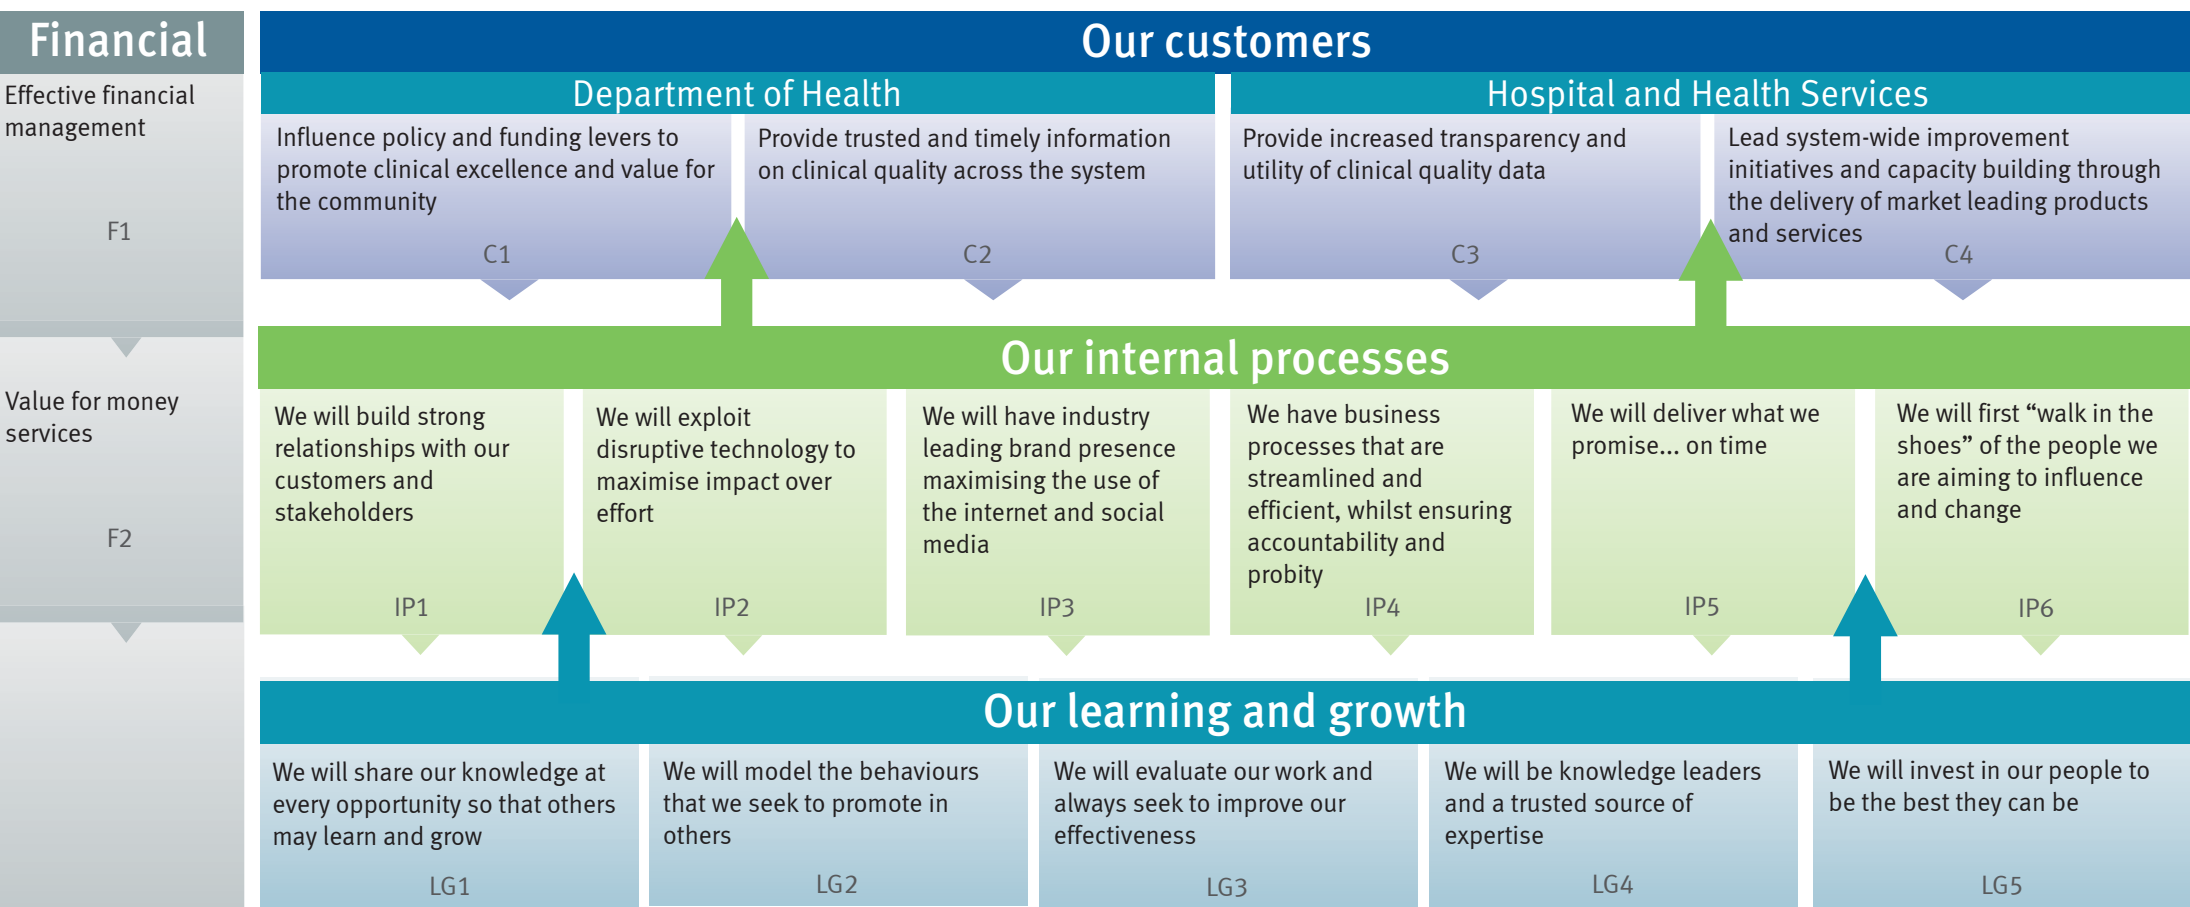 Financial
Effective financial
management
F1
Value for money
services
F2
Our customers
Department of Health
Influence policy and funding levers to
promote clinical excellence and value for
the community
C1
Provide trusted and timely information
on clinical quality across the system
C2
Hospital and Health Services
Provide increased transparency and
utility of clinical quality data
C3
Lead system-wide improvement
initiatives and capacity building through
the delivery of market leading products
and services
C4
Our internal processes
We will build strong
relationships with our
customers and
stakeholders
IP1
We will exploit
disruptive technology to
maximise impact over
effort
IP2
We will have industry
leading brand presence
maximising the use of
the internet and social
media
IP3
We have business
processes that are
streamlined and
efficient, whilst ensuring
accountability and
probity
IP4
We will deliver what we
promise... on time
IP5
We will first “walk in the
shoes” of the people we
are aiming to influence
and change
IP6
Our learning and growth
We will share our knowledge at
every opportunity so that others
may learn and grow
LG1
We will model the behaviours
that we seek to promote in
others
LG2
We will evaluate our work and
always seek to improve our
effectiveness
LG3
We will be knowledge leaders
and a trusted source of
expertise
LG4
We will invest in our people to
be the best they can be
LG5